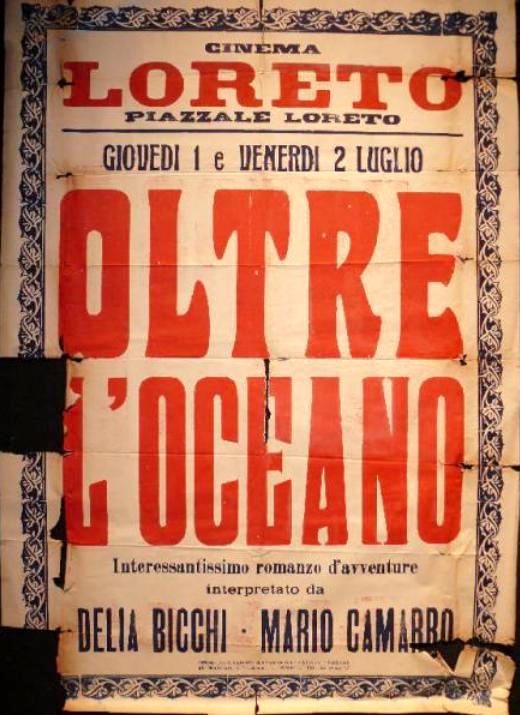 CINEMA
LORETO
PIAZZALE LORETO
GIOVEDI 1 e VENERDI 2 LUGLIO
OLTRE
L'OCEANO
Interessantissimo romanzo d'avventure
interpretato da
DELIA BICCHI · MARIO CAMARRO